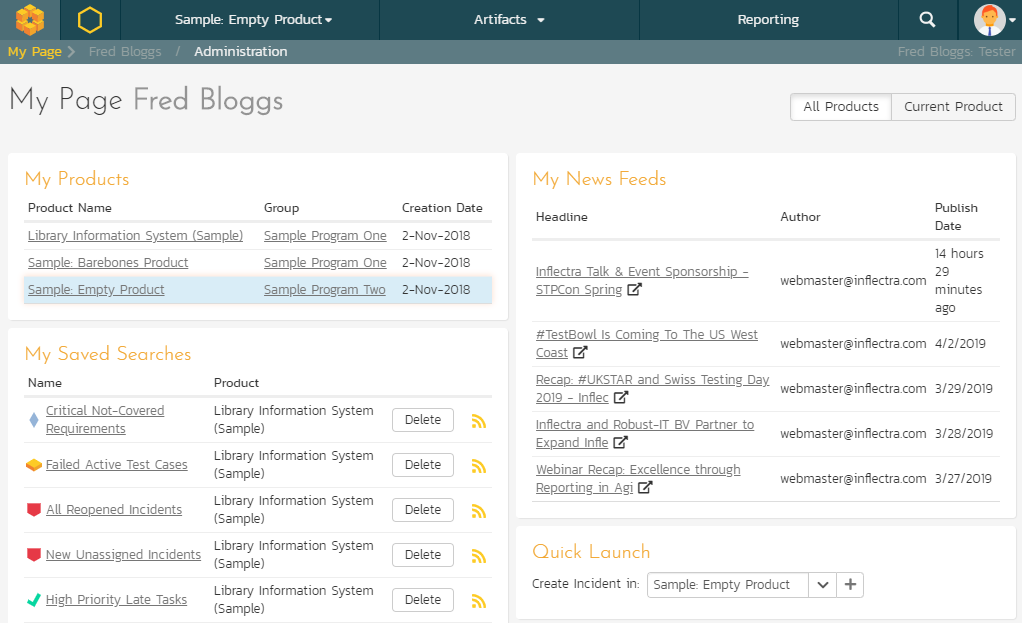 Sample: Empty Product
Artifacts
Reporting
My Page
Fred Bloggs
/
Administration
Fred Bloggs: Tester
My Page Fred Bloggs
All Products
Current Product
My Products
Product Name
Group
Creation Date
Library Information System (Sample)
Sample Program One
2-Nov-2018
Sample: Barebones Product
Sample Program One
2-Nov-2018
Sample: Empty Product
Sample Program Two
2-Nov-2018
My Saved Searches
Name
Product
Critical Not-Covered
Requirements
Library Information System
(Sample)
Delete
Failed Active Test Cases
Library Information System
(Sample)
Delete
All Reopened Incidents
Library Information System
(Sample)
Delete
New Unassigned Incidents
Library Information System
(Sample)
Delete
High Priority Late Tasks
Library Information System
(Sample)
Delete
My News Feeds
Headline
Author
Publish
Date
Inflectra Talk & Event Sponsorship -
STPCon Spring
webmaster@inflectra.com
14 hours
29
minutes
ago
#TestBowl Is Coming To The US West
Coast
webmaster@inflectra.com
4/2/2019
Recap: #UKSTAR and Swiss Testing Day
2019 - Inflec
webmaster@inflectra.com
3/29/2019
Inflectra and Robust-IT BV Partner to
Expand Infle
webmaster@inflectra.com
3/28/2019
Webinar Recap: Excellence through
Reporting in Agi
webmaster@inflectra.com
3/27/2019
Quick Launch
Create Incident in:
Sample: Empty Product